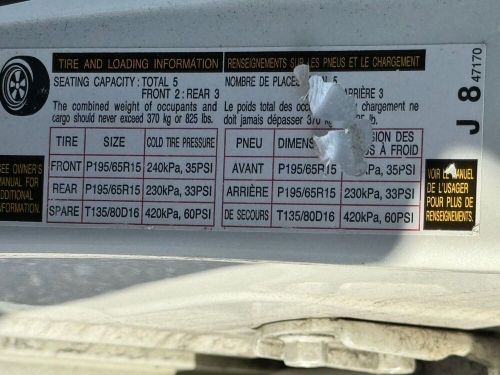 TIRE AND LOADING INFORMATION
SEATING CAPACITY: TOTAL 5
FRONT 2: REAR 3
The combined weight of occupants and
cargo should never exceed 370 kg or 825 lbs.
TIRE SIZE COLD TIRE PRESSURE
FRONT P195/65R15 240kPa, 35PSI
REAR P195/65R15 230kPa, 33PSI
SPARE T135/80D16 420kPa, 60PSI
SEE OWNER'S
MANUAL FOR
ADDITIONAL
INFORMATION.
RENSEIGNEMENTS SUR LES PNEUS ET LE CHARGEMENT
NOMBRE DE 5
ARRIÈRE 3
Le poids total des chargement ne
doit jamais dépasser 370 lb.
PNEU DES
À FROID
AVANT P195/65R15 35PSI
ARRIÈRE P195/65R15 230kPa, 33PSI
DE SECOURS T135/80D16 420kPa, 60PSI
VOIR LE MANUEL
DE L'USAGER
POUR PLUS DE
RENSEIGNEMENTS.
J 8 47170